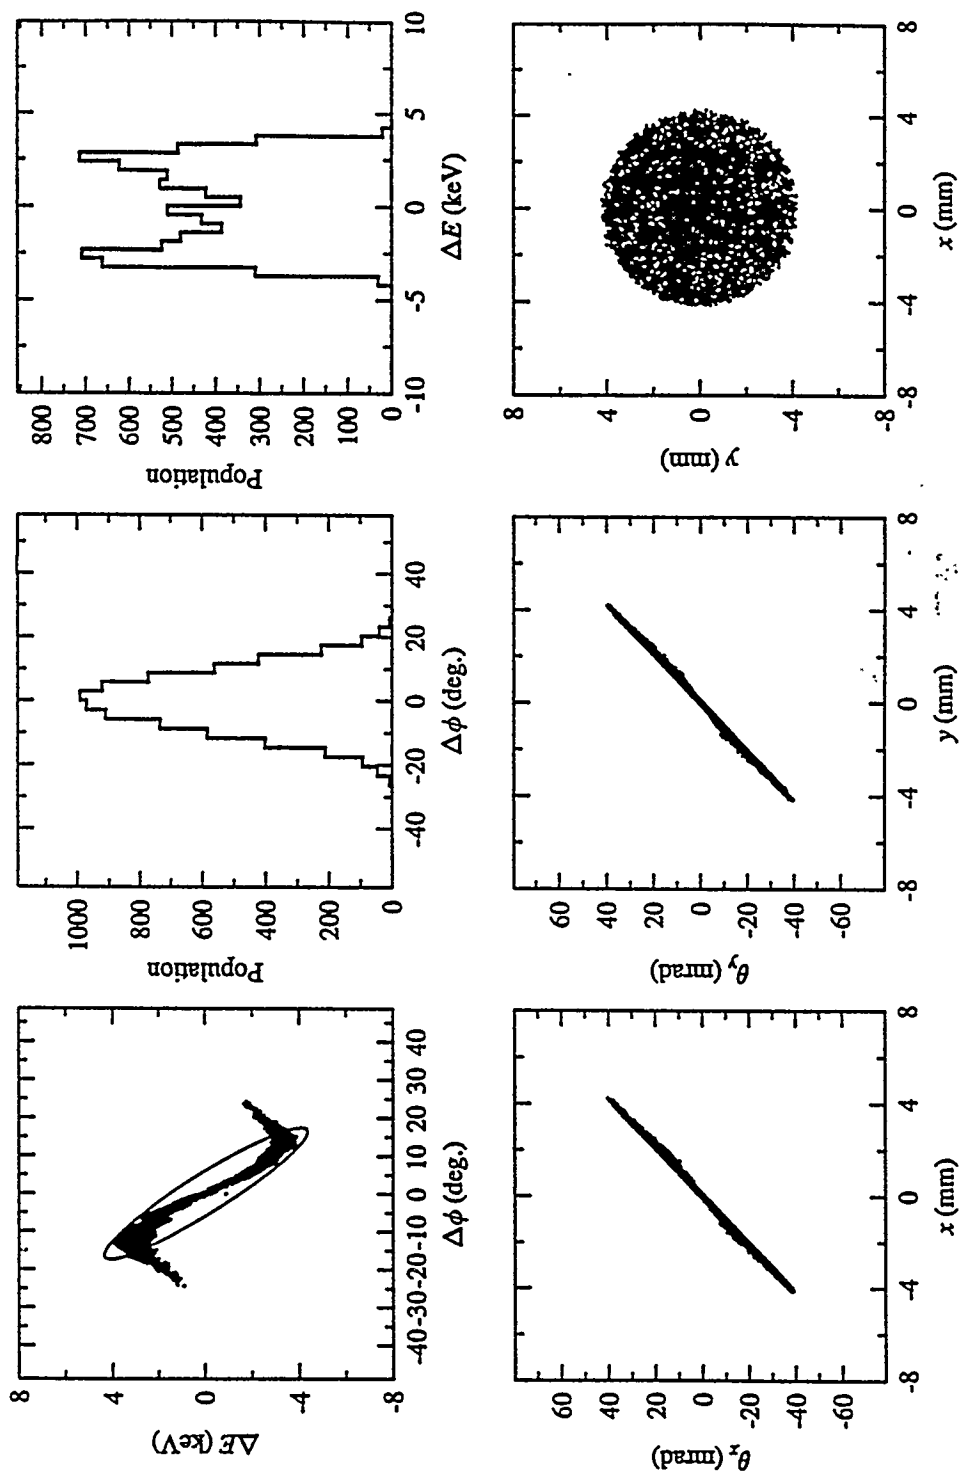 ΔE (keV)
8
4
0
-4
-8
-40 -30 -20 -10 0 10 20 30 40
Δϕ (deg.)
Population
1000
800
600
400
200
0
-40 -20 0 20 40
Δϕ (deg.)
Population
800
700
600
500
400
300
200
100
0
-10 -5 0 5 10
ΔE (keV)
θx (mrad)
60
40
20
0
-20
-40
-60
-8 -4 0 4 8
x (mm)
θy (mrad)
60
40
20
0
-20
-40
-60
-8 -4 0 4 8
y (mm)
y (mm)
8
4
0
-4
-8
-8 -4 0 4 8
x (mm)